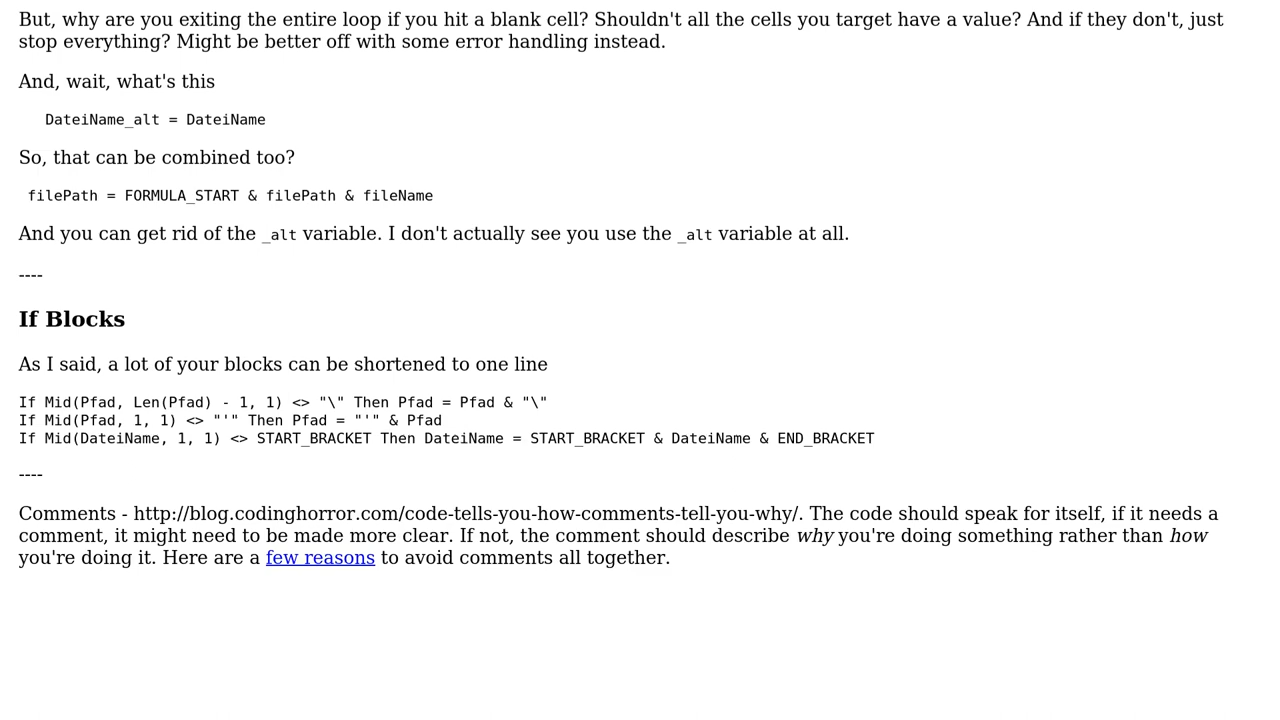 But, why are you exiting the entire loop if you hit a blank cell? Shouldn't all the cells you target have a value? And if they don't, just
stop everything? Might be better off with some error handling instead.
And, wait, what's this
DateiName_alt = DateiName
So, that can be combined too?
filePath = FORMULA_START & filePath & fileName
And you can get rid of the _alt variable. I don't actually see you use the _alt variable at all.
----
If Blocks
As I said, a lot of your blocks can be shortened to one line
If Mid(Pfad, Len(Pfad) - 1, 1) <> "\" Then Pfad = Pfad & "\"
If Mid(Pfad, 1, 1) <> "'" Then Pfad = "'" & Pfad
If Mid(DateiName, 1, 1) <> START_BRACKET Then DateiName = START_BRACKET & DateiName & END_BRACKET
----
Comments - http://blog.codinghorror.com/code-tells-you-how-comments-tell-you-why/. The code should speak for itself, if it needs a
comment, it might need to be made more clear. If not, the comment should describe why you're doing something rather than how
you're doing it. Here are a few reasons to avoid comments all together.